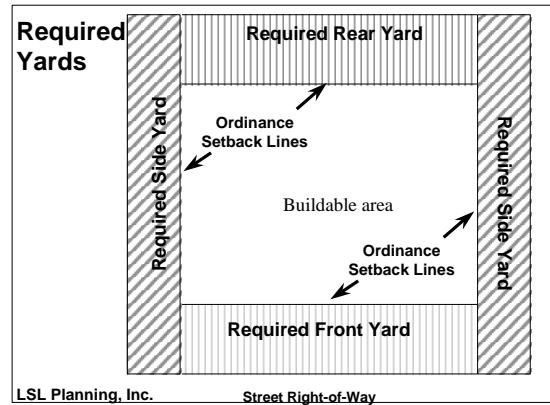 Required
Yards
Required Rear Yard
Ordinance
Setback Lines
Required Side Yard
Required Side Yard
Buildable area
Ordinance
Setback Lines
Required Front Yard
LSL Planning, Inc.
Street Right-of-Way